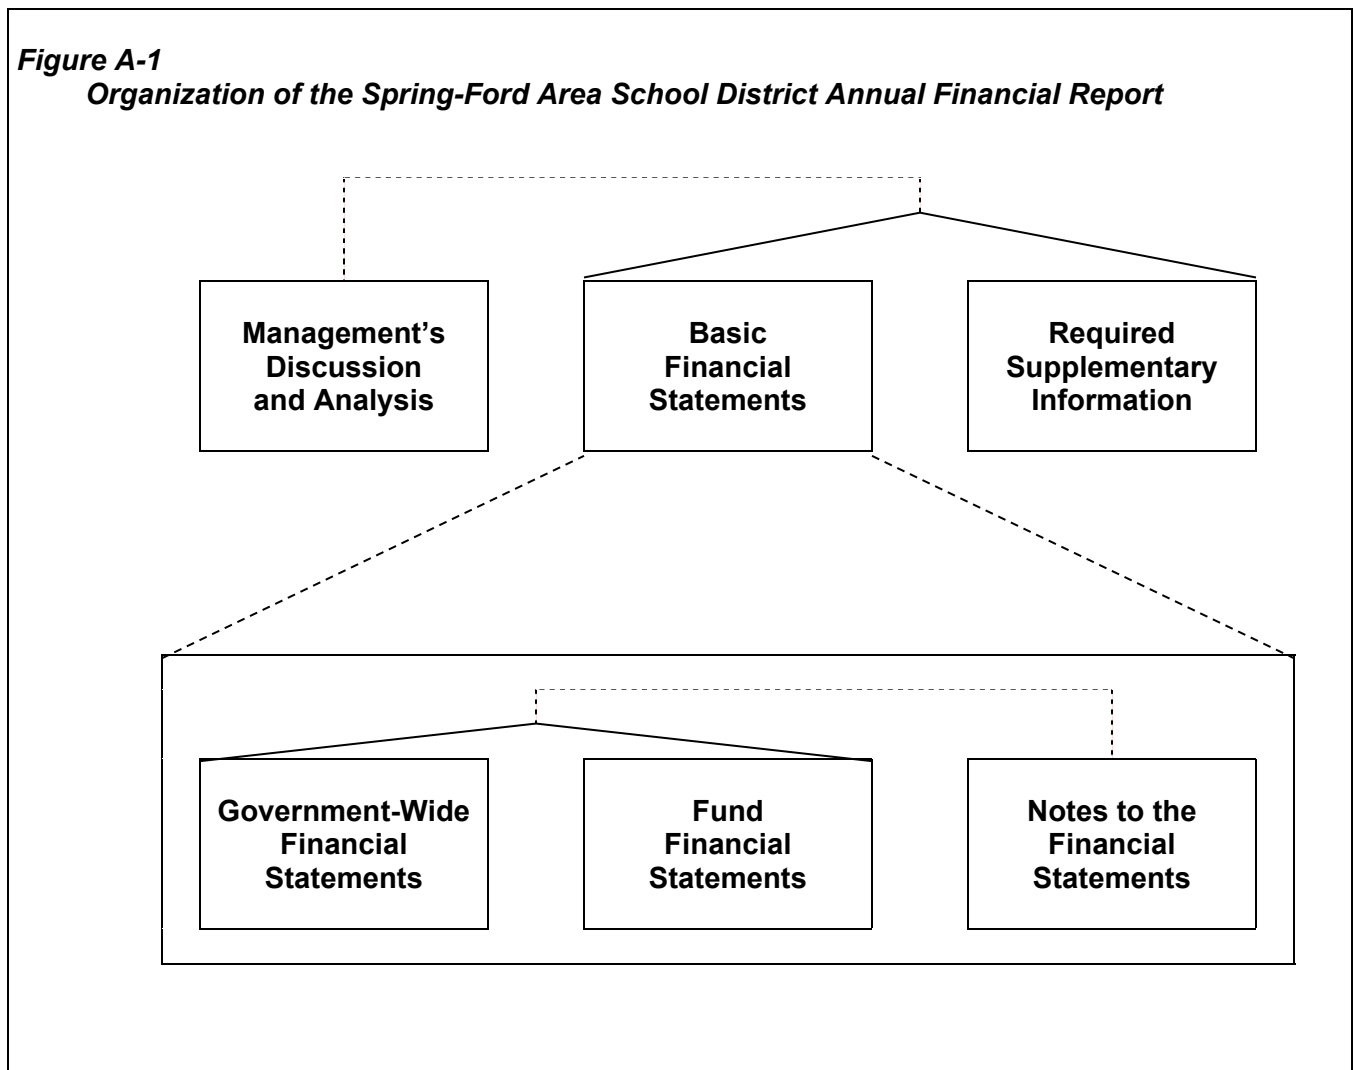 Figure A-1
Organization of the Spring-Ford Area School District Annual Financial Report
Management’s
Discussion
and Analysis
Basic
Financial
Statements
Required
Supplementary
Information
Government-Wide
Financial
Statements
Fund
Financial
Statements
Notes to the
Financial
Statements